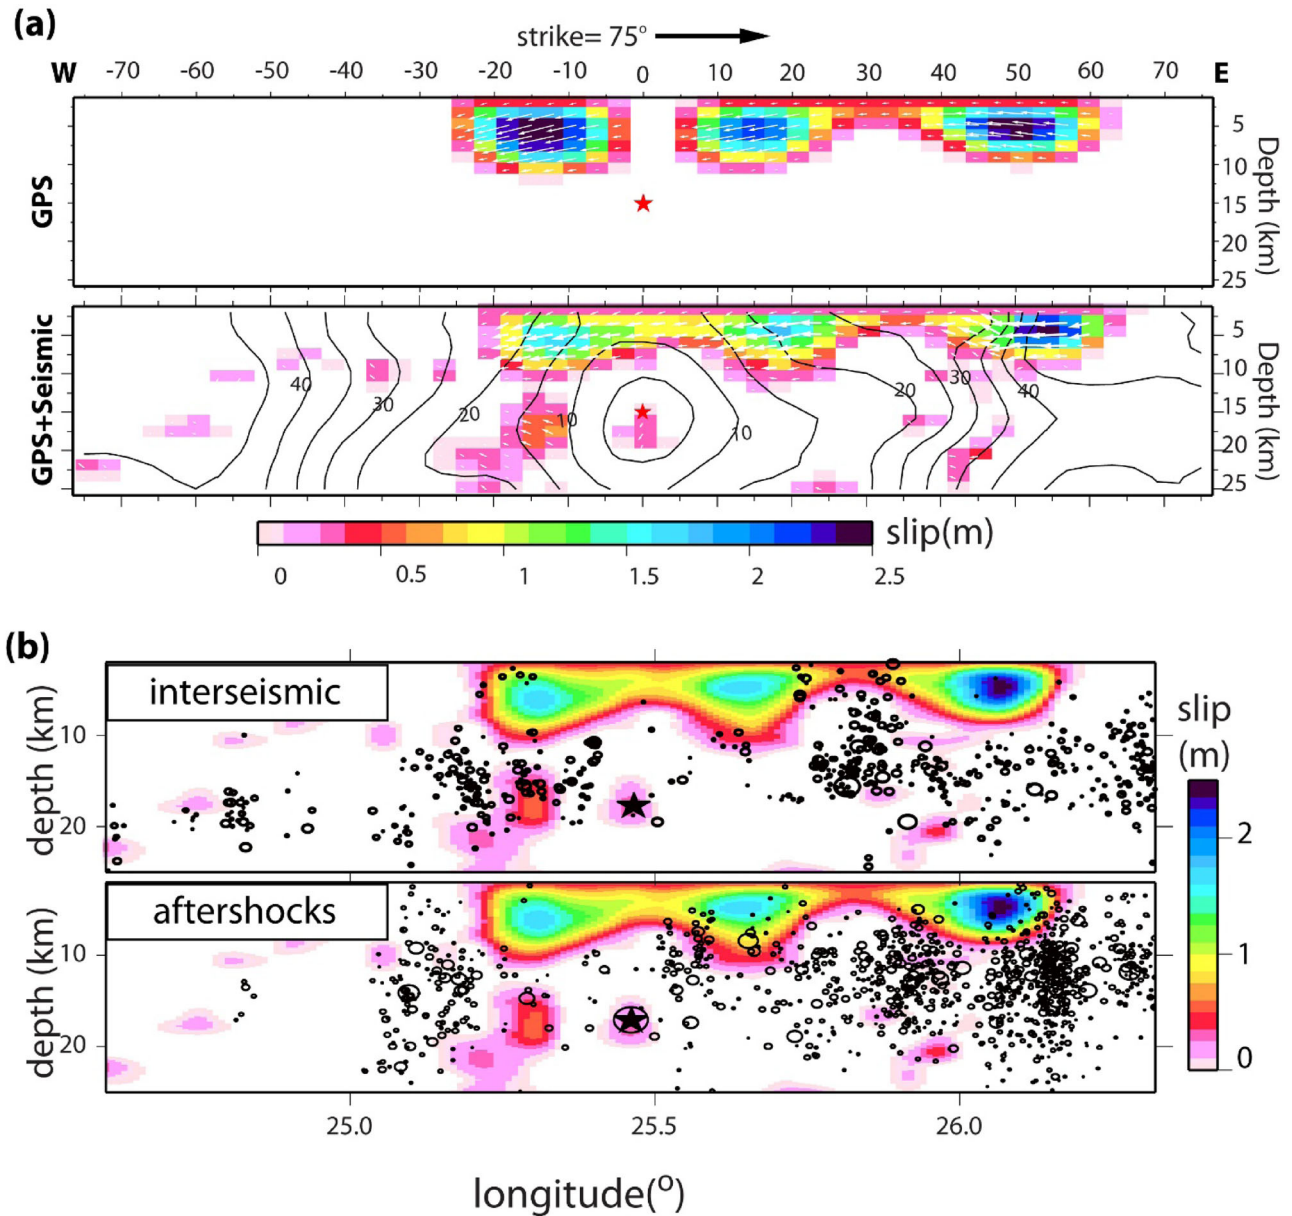 (a)
strike= 75°
W -70 -60 -50 -40 -30 -20 -10 0 10 20 30 40 50 60 70 E
GPS
5
10
15
20
25
Depth (km)
GPS+Seismic
40
30
20
10
10
20
30
40
5
10
15
20
25
Depth (km)
slip(m)
0 0.5 1 1.5 2 2.5
(b)
interseismic
depth (km)
10
20
aftershocks
depth (km)
10
20
slip
(m)
2
1
0
25.0 25.5 26.0
longitude(°)